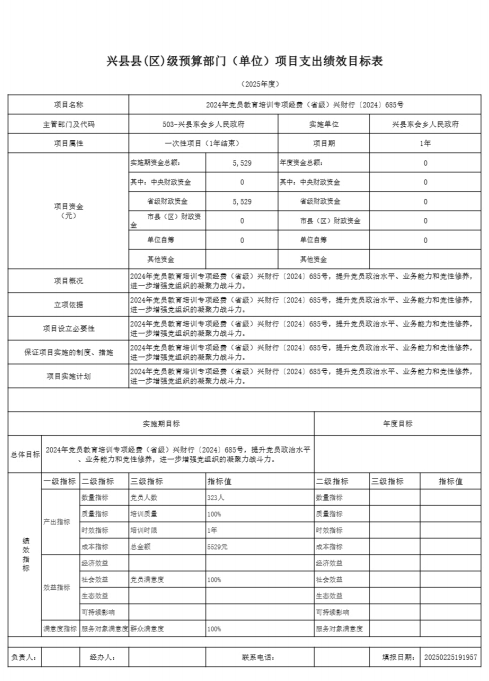 兴县县(区)级预算部门（单位）项目支出绩效目标表
（2025年度）
项目名称 2024年党员教育培训专项经费（省级）兴财行〔2024〕685号
主管部门及代码 503-兴县东会乡人民政府 实施单位 兴县东会乡人民政府
项目属性 一次性项目（1年结束） 项目期 1年
项目资金（元）
实施期资金总额： 5,529 年度资金总额： 0
其中：中央财政资金 0 其中：中央财政资金 0
省级财政资金 5,529 省级财政资金 0
市县（区）财政资金 0 市县（区）财政资金 0
单位自筹 0 单位自筹 0
其他资金 其他资金
项目概况 2024年党员教育培训专项经费（省级）兴财行〔2024〕685号，提升党员政治水平、业务能力和党性修养，
进一步增强党组织的凝聚力战斗力。
立项依据 2024年党员教育培训专项经费（省级）兴财行〔2024〕685号，提升党员政治水平、业务能力和党性修养，
进一步增强党组织的凝聚力战斗力。
项目设立必要性 2024年党员教育培训专项经费（省级）兴财行〔2024〕685号，提升党员政治水平、业务能力和党性修养，
进一步增强党组织的凝聚力战斗力。
保证项目实施的制度、措施 2024年党员教育培训专项经费（省级）兴财行〔2024〕685号，提升党员政治水平、业务能力和党性修养，
进一步增强党组织的凝聚力战斗力。
项目实施计划 2024年党员教育培训专项经费（省级）兴财行〔2024〕685号，提升党员政治水平、业务能力和党性修养，
进一步增强党组织的凝聚力战斗力。
实施期目标 年度目标
总体目标 2024年党员教育培训专项经费（省级）兴财行〔2024〕685号，提升党员政治水平
、业务能力和党性修养，进一步增强党组织的凝聚力战斗力。
绩效指标
一级指标 二级指标 三级指标 指标值 二级指标 三级指标 指标值
产出指标
数量指标 党员人数 323人 数量指标
质量指标 培训质量 100% 质量指标
时效指标 培训时限 1年 时效指标
成本指标 总金额 5529元 成本指标
效益指标
经济效益 经济效益
社会效益 党员满意度 100% 社会效益
生态效益 生态效益
可持续影响 可持续影响
满意度指标 服务对象满意度 群众满意度 100% 服务对象满意度
负责人： 经办人： 联系电话： 填报日期： 20250225191957